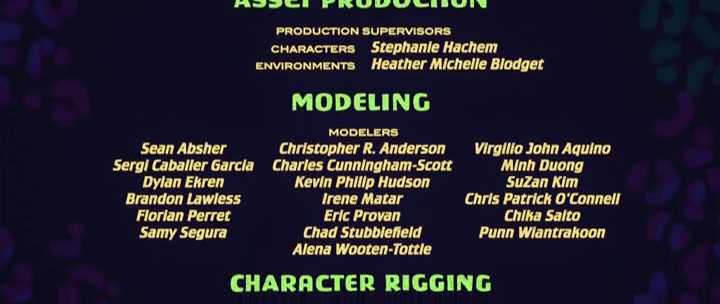 ASSET PRODUCTION
PRODUCTION SUPERVISORS
CHARACTERS Stephanie Hachem
ENVIRONMENTS Heather Michelle Blodget
MODELING
MODELERS
Sean Absher Christopher R. Anderson Virgilio John Aquino
Sergi Caballer Garcia Charles Cunningham-Scott Minh Duong
Dylan Ekren Kevin Philip Hudson SuZan Kim
Brandon Lawless Irene Matar Chris Patrick O'Connell
Florian Perret Eric Provan Chika Saito
Samy Segura Chad Stubblefield Punn Wiantrakoon
Alena Wooten-Tottle
CHARACTER RIGGING